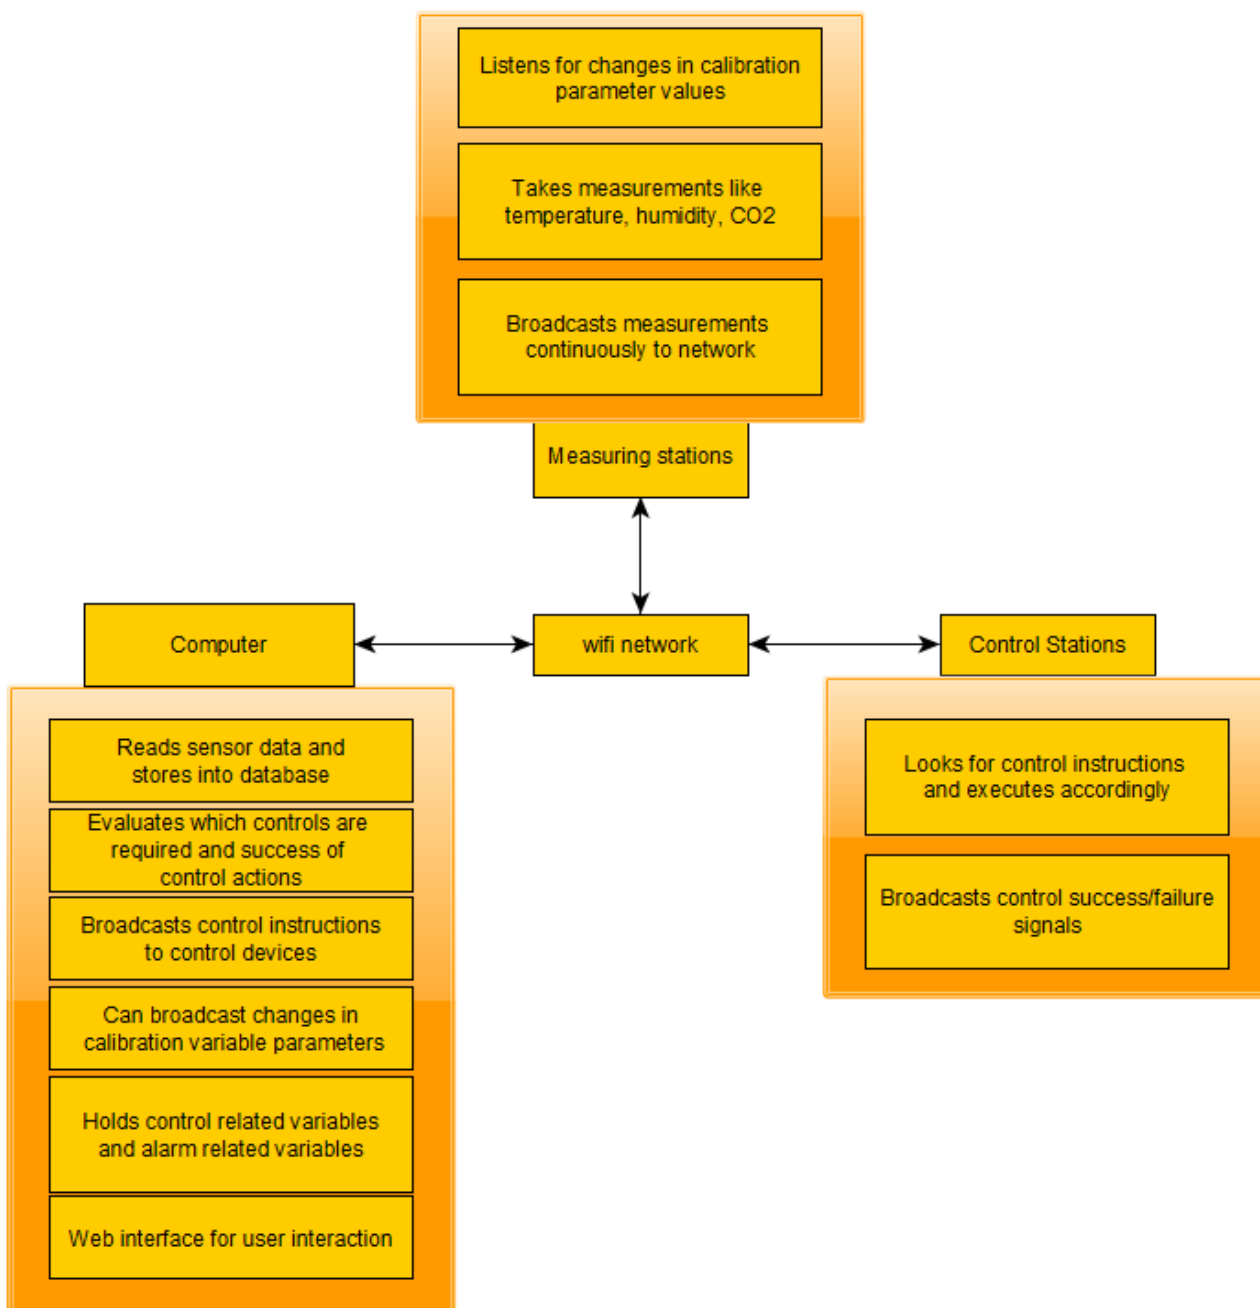 Listens for changes in calibration
parameter values
Takes measurements like
temperature, humidity, CO2
Broadcasts measurements
continuously to network
Measuring stations
Computer
wifi network
Control Stations
Reads sensor data and
stores into database
Evaluates which controls are
required and success of
control actions
Broadcasts control instructions
to control devices
Can broadcast changes in
calibration variable parameters
Holds control related variables
and alarm related variables
Web interface for user interaction
Looks for control instructions
and executes accordingly
Broadcasts control success/failure
signals